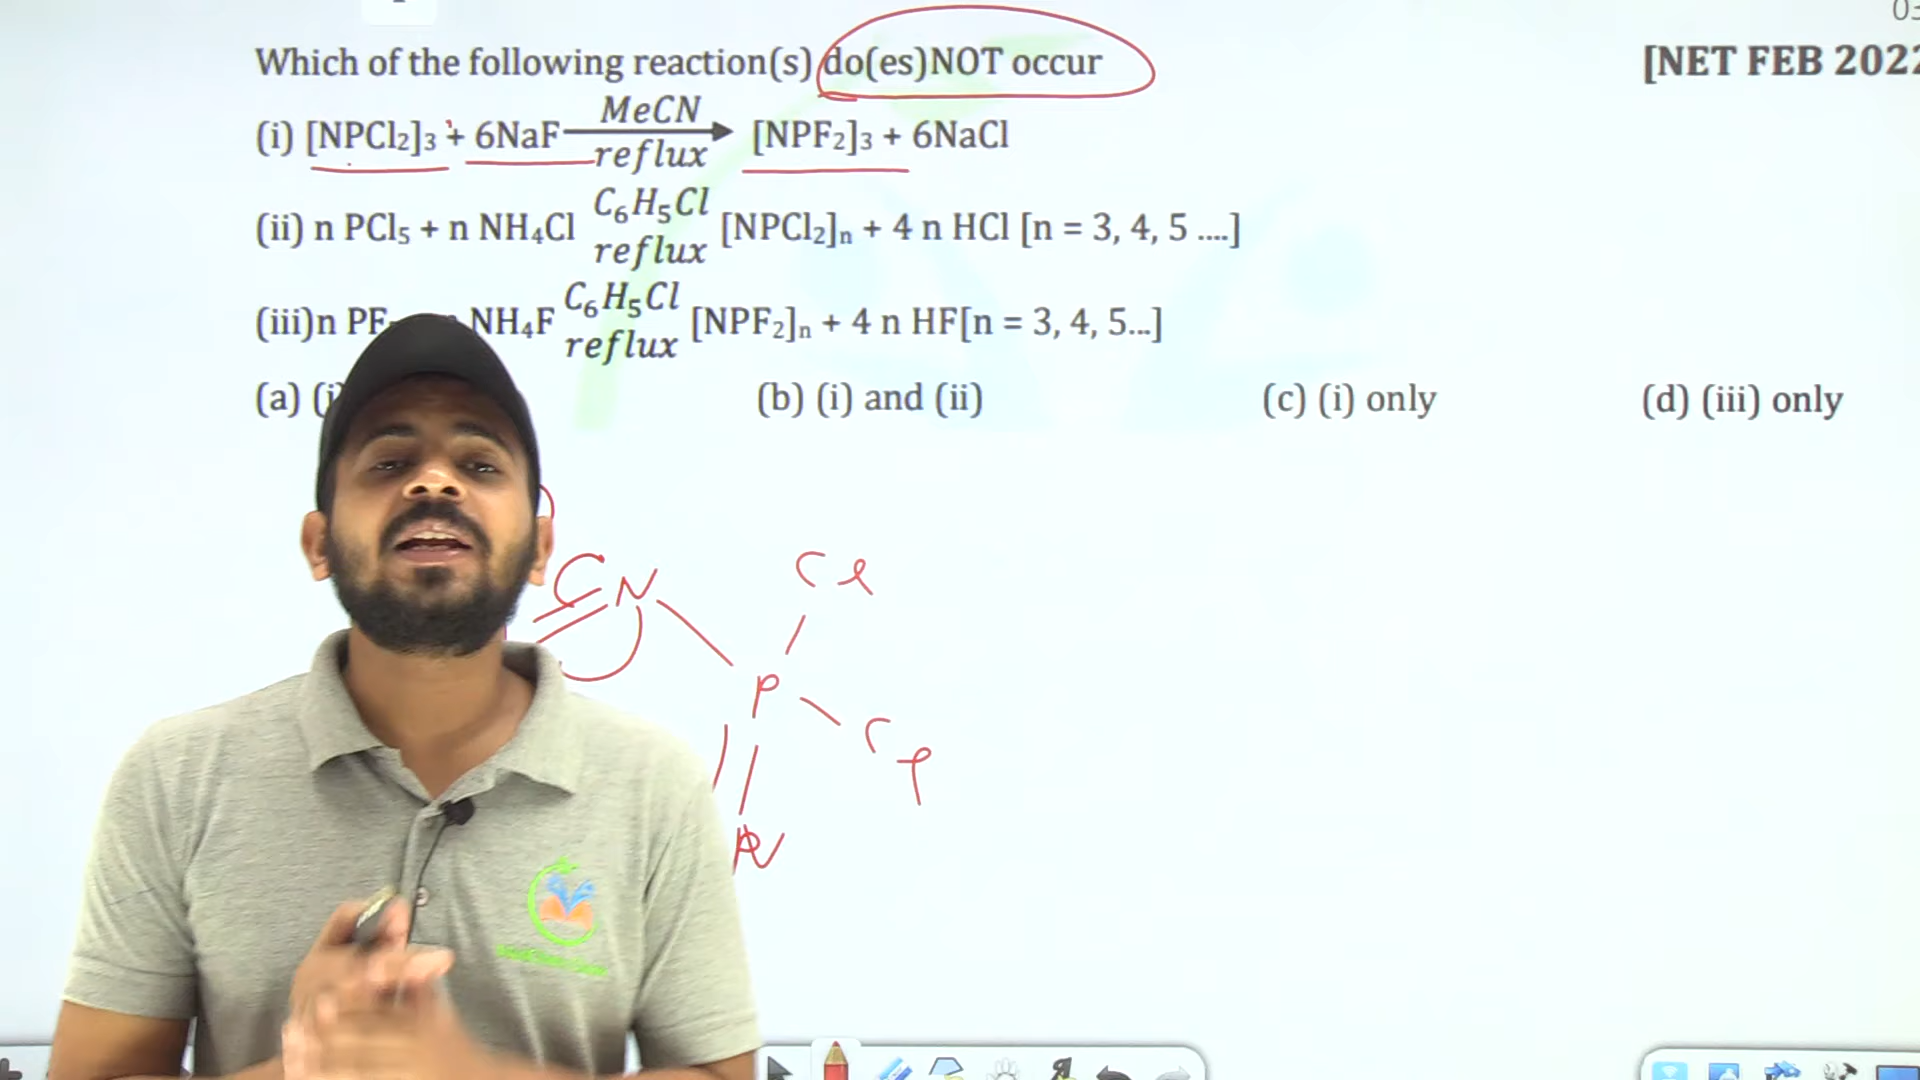 03
Which of the following reaction(s) do(es)NOT occur [NET FEB 2022
(i) [NPCl₂]₃ + 6NaF MeCN reflux [NPF₂]₃ + 6NaCl
(ii) n PCl₅ + n NH₄Cl C₆H₅Cl reflux [NPCl₂]ₙ + 4 n HCl [n = 3, 4, 5 ....]
(iii)n PF NH₄F C₆H₅Cl reflux [NPF₂]ₙ + 4 n HF[n = 3, 4, 5...]
(a) (i (b) (i) and (ii) (c) (i) only (d) (iii) only
Cl
N
P
Cl
N